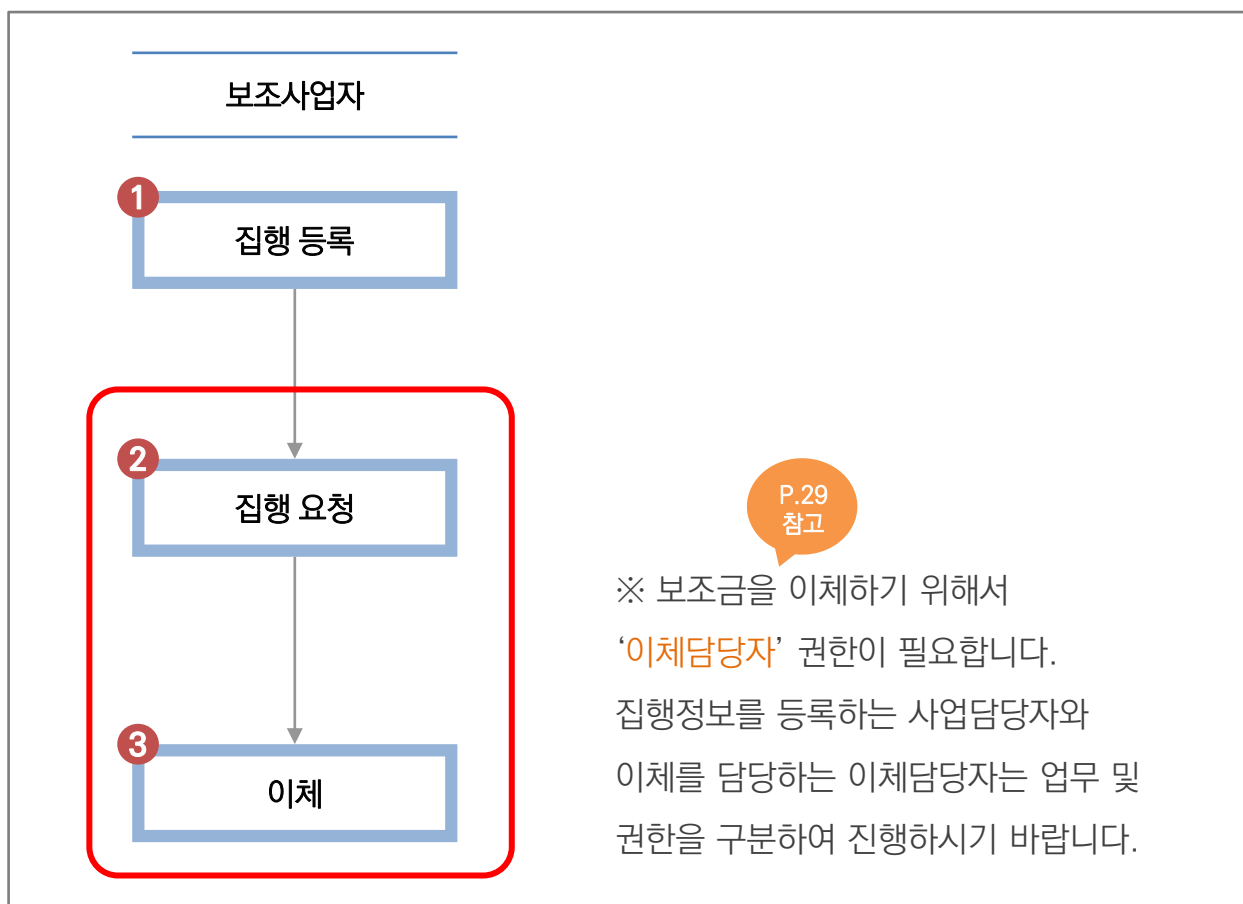 보조사업자
1
집행 등록
2
집행 요청
3
이체
P.29
참고
※ 보조금을 이체하기 위해서
‘이체담당자’ 권한이 필요합니다.
집행정보를 등록하는 사업담당자와
이체를 담당하는 이체담당자는 업무 및
권한을 구분하여 진행하시기 바랍니다.